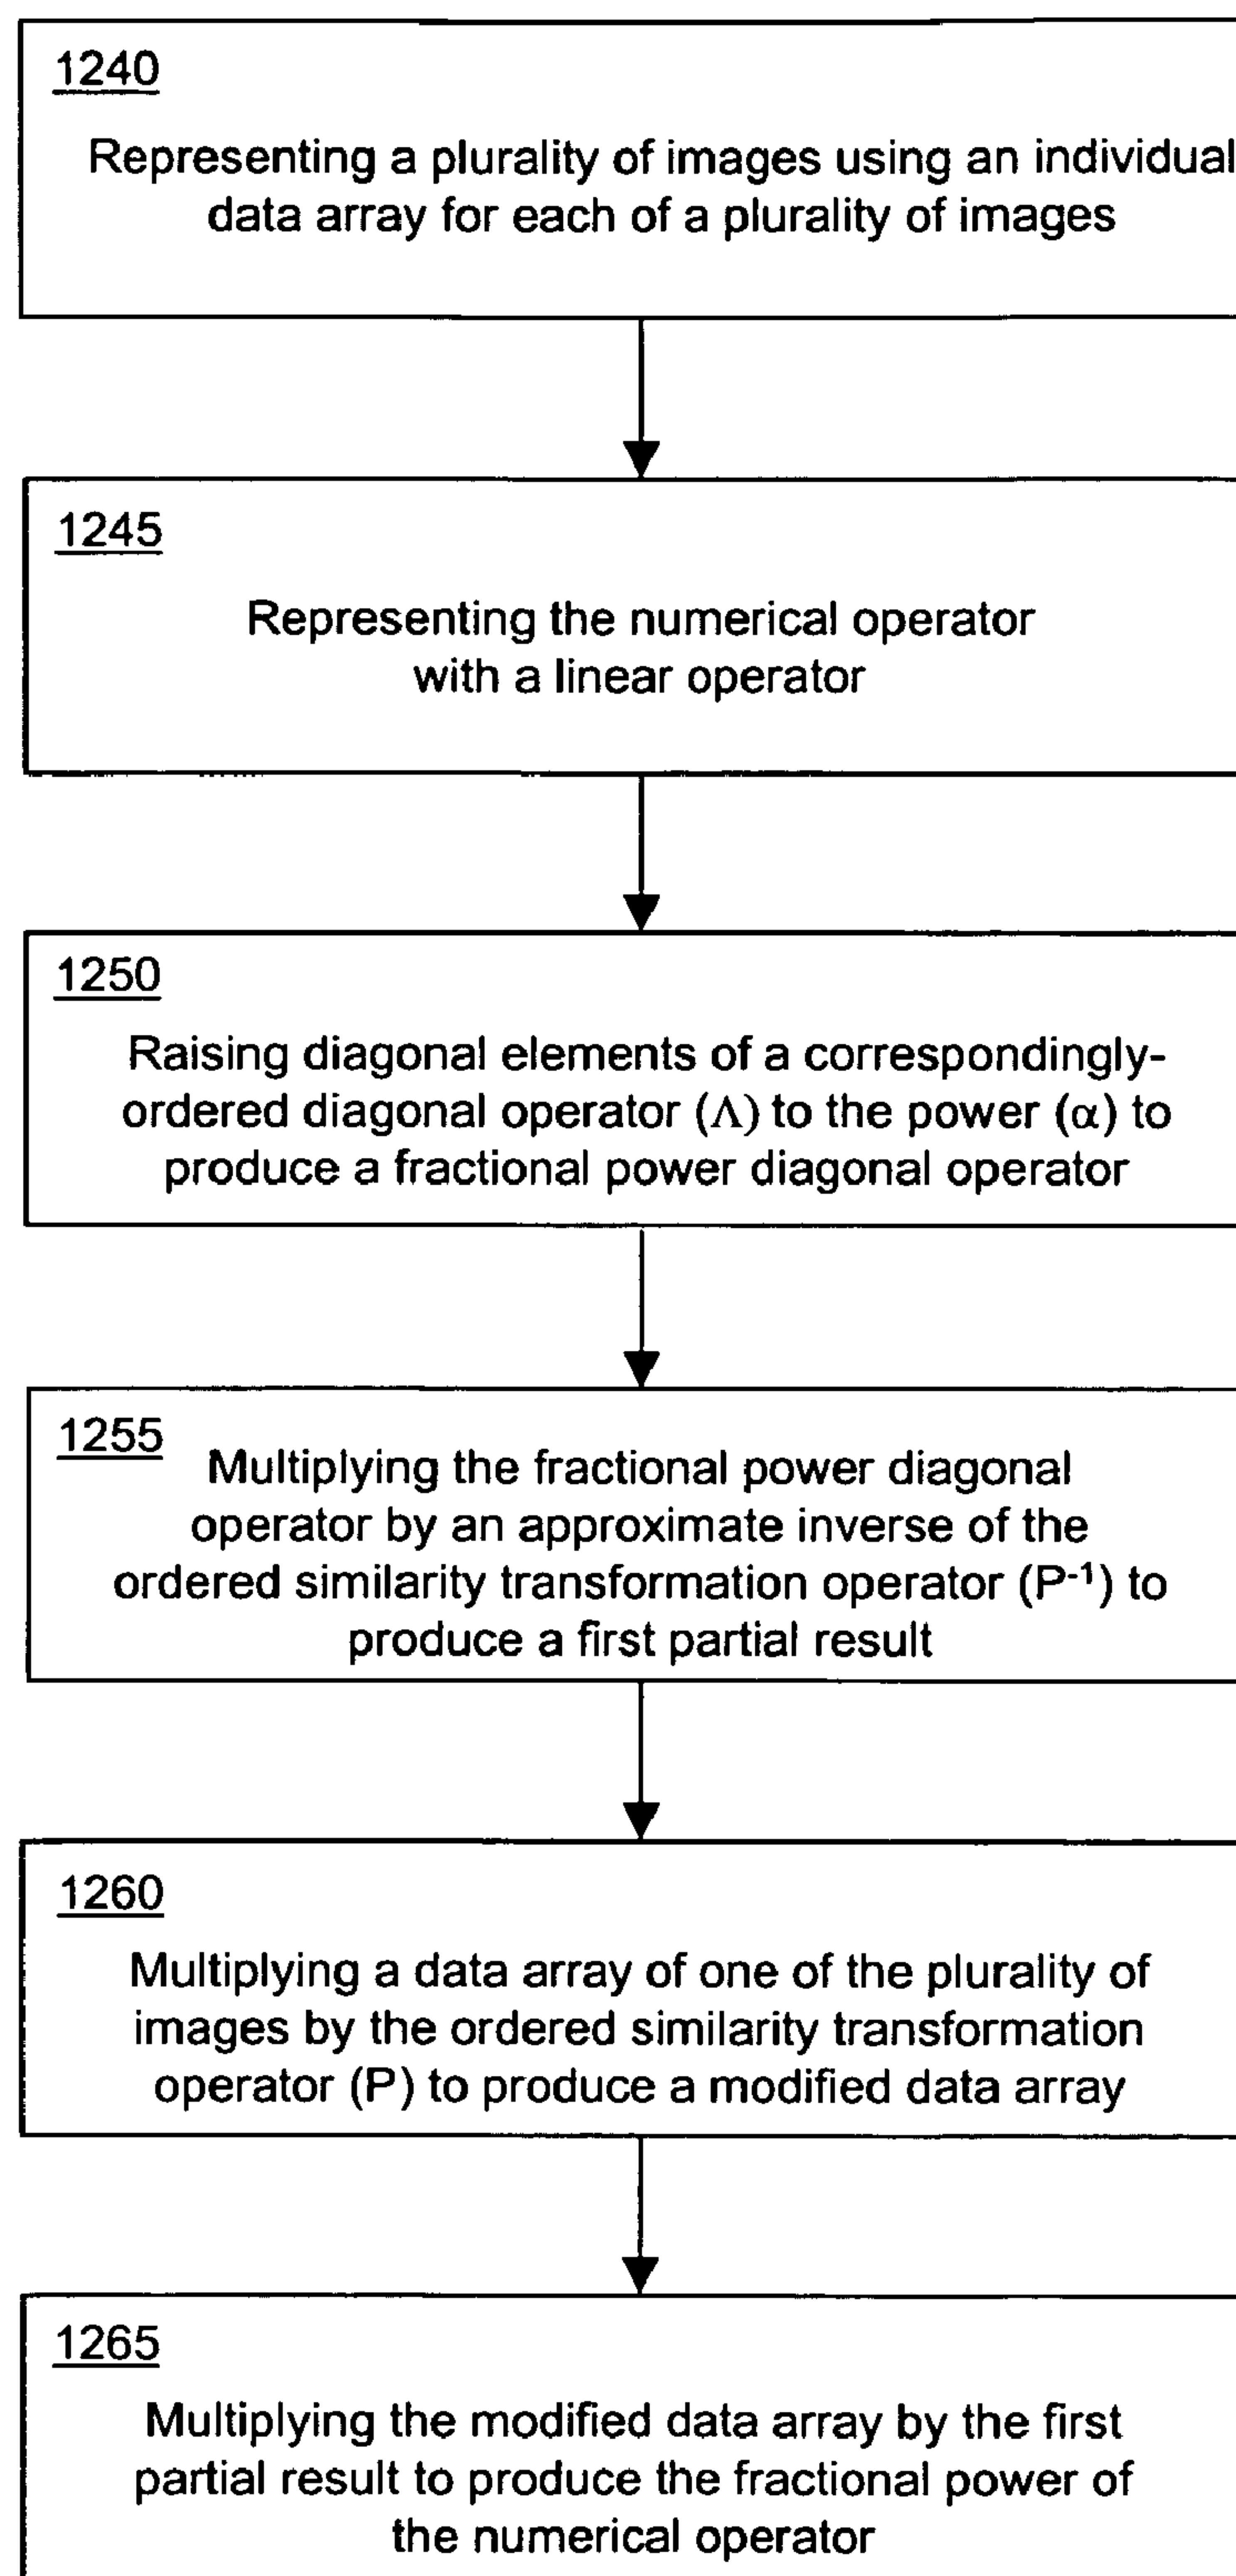 1240
Representing a plurality of images using an individual
data array for each of a plurality of images
1245
Representing the numerical operator
with a linear operator
1250
Raising diagonal elements of a correspondingly-
ordered diagonal operator (Λ) to the power (α) to
produce a fractional power diagonal operator
1255
Multiplying the fractional power diagonal
operator by an approximate inverse of the
ordered similarity transformation operator (P⁻¹) to
produce a first partial result
1260
Multiplying a data array of one of the plurality of
images by the ordered similarity transformation
operator (P) to produce a modified data array
1265
Multiplying the modified data array by the first
partial result to produce the fractional power of
the numerical operator